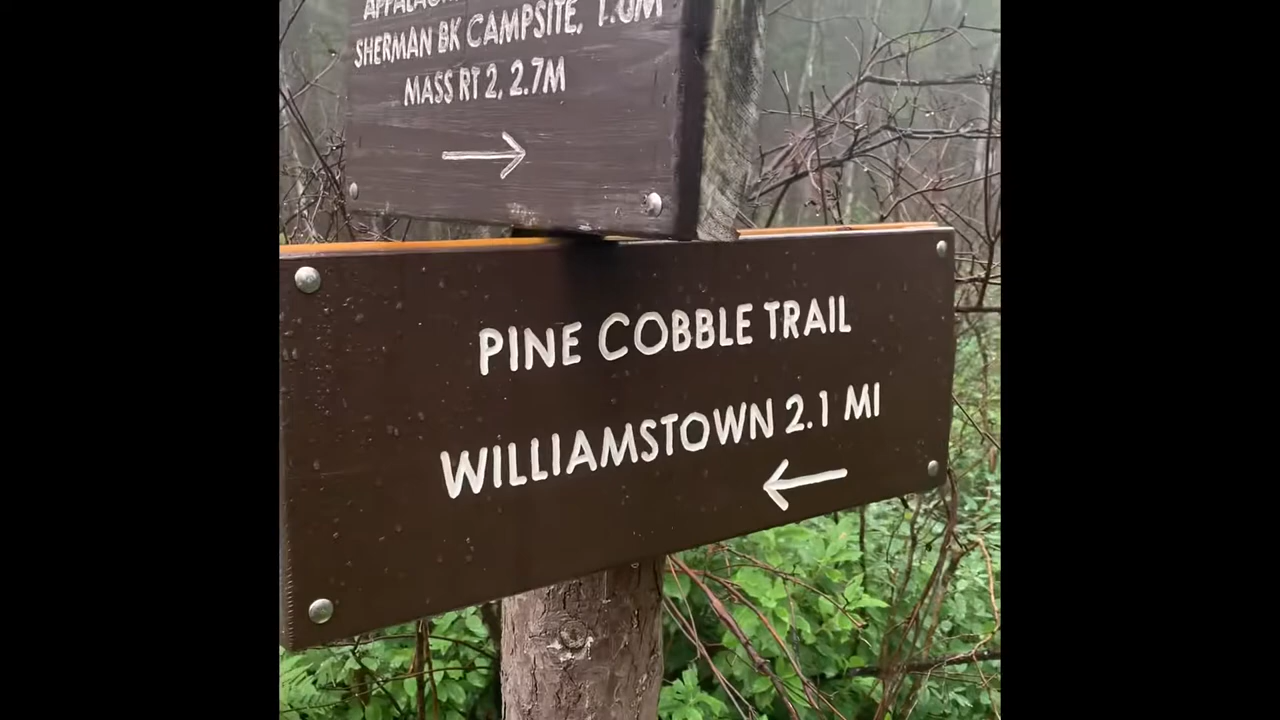 SHERMAN BK CAMPSITE, 1.0M
MASS RT 2, 2.7M
PINE COBBLE TRAIL
WILLIAMSTOWN 2.1 MI